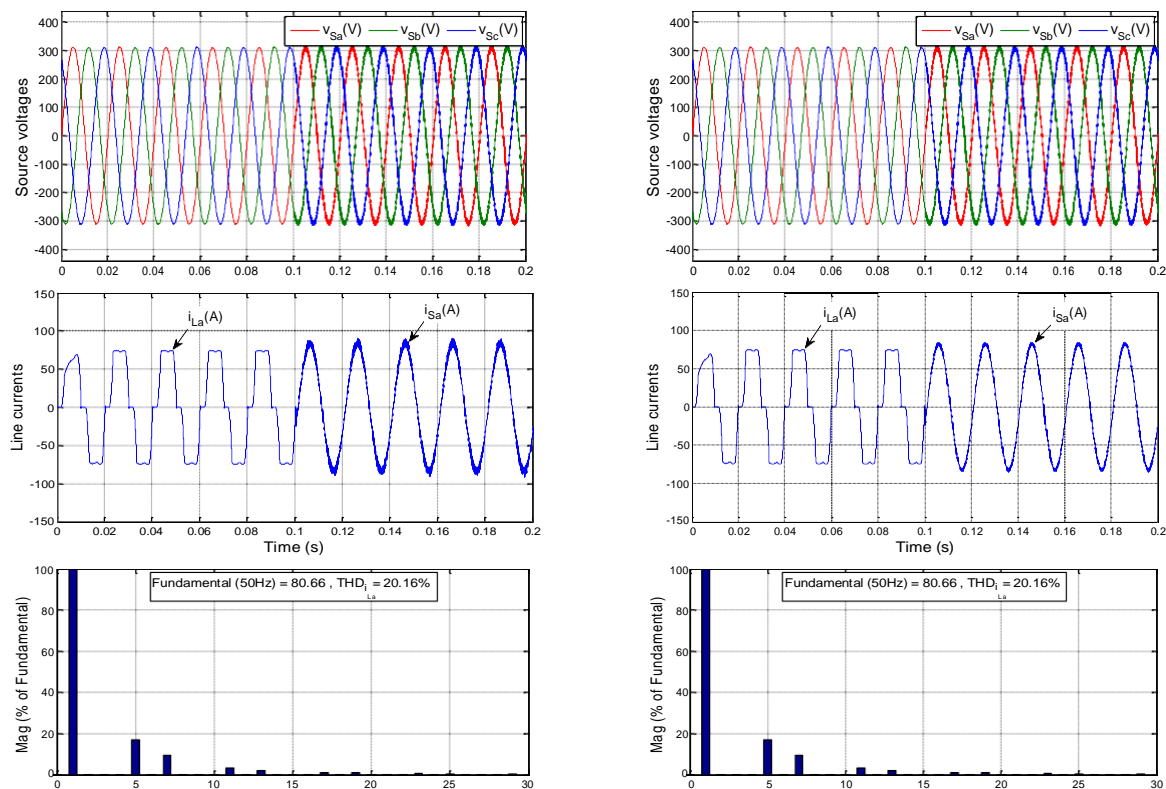 v_Sa(V) v_Sb(V) v_Sc(V)
Source voltages
400
300
200
100
0
-100
-200
-300
-400
0 0.02 0.04 0.06 0.08 0.1 0.12 0.14 0.16 0.18 0.2
i_La(A)
i_Sa(A)
Line currents
150
100
50
0
-50
-100
-150
0 0.02 0.04 0.06 0.08 0.1 0.12 0.14 0.16 0.18 0.2
Time (s)
Fundamental (50Hz) = 80.66 , THD_i_La = 20.16%
Mag (% of Fundamental)
100
80
60
40
20
0
0 5 10 15 20 25 30
v_Sa(V) v_Sb(V) v_Sc(V)
Source voltages
400
300
200
100
0
-100
-200
-300
-400
0 0.02 0.04 0.06 0.08 0.1 0.12 0.14 0.16 0.18 0.2
i_La(A)
i_Sa(A)
Line currents
150
100
50
0
-50
-100
-150
0 0.02 0.04 0.06 0.08 0.1 0.12 0.14 0.16 0.18 0.2
Time (s)
Fundamental (50Hz) = 80.66 , THD_i_La = 20.16%
Mag (% of Fundamental)
100
80
60
40
20
0
0 5 10 15 20 25 30